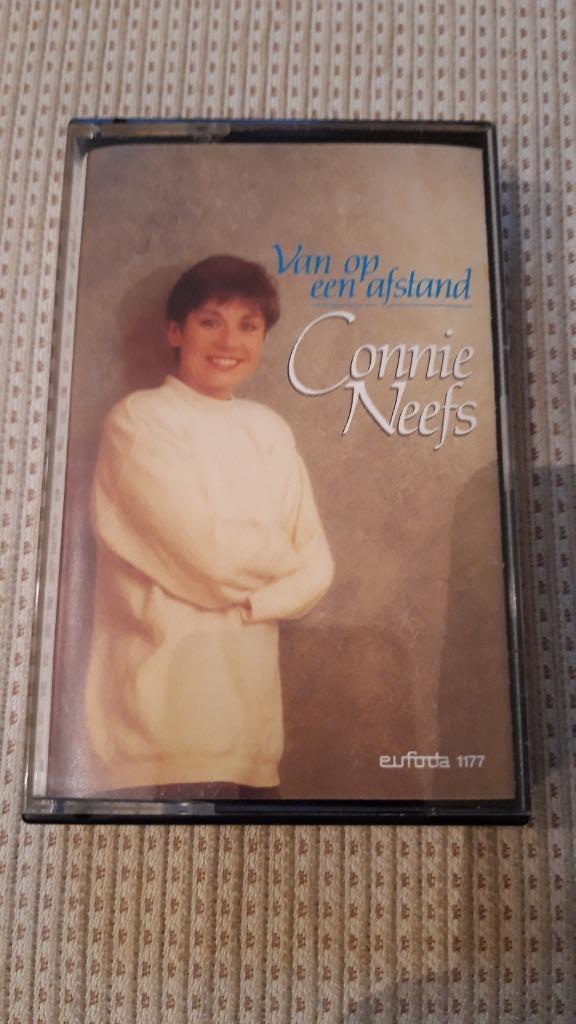 Van op
een afstand
Connie
Neefs
eufoda 1177